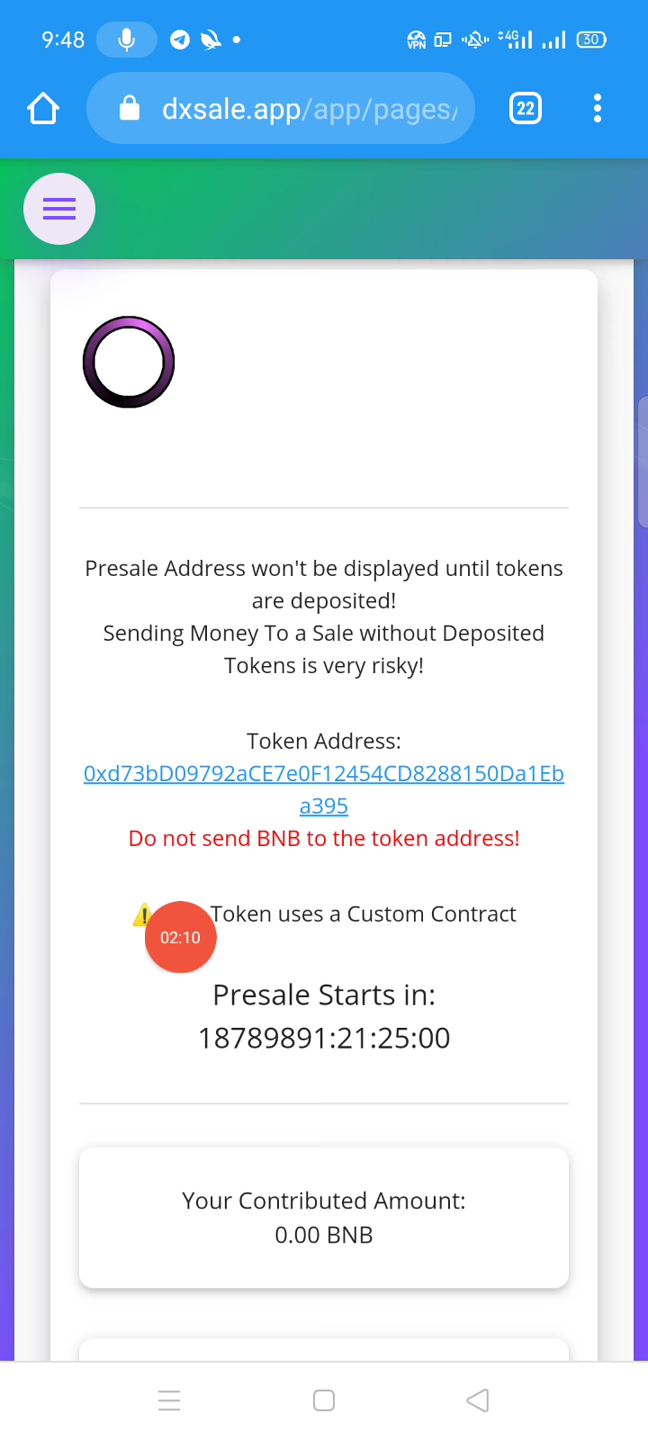 9:48
VPN
4G
30
dxsale.app/app/pages/
22
Presale Address won't be displayed until tokens
are deposited!
Sending Money To a Sale without Deposited
Tokens is very risky!
Token Address:
0xd73bD09792aCE7e0F12454CD8288150Da1Eb
a395
Do not send BNB to the token address!
Token uses a Custom Contract
02:10
Presale Starts in:
18789891:21:25:00
Your Contributed Amount:
0.00 BNB